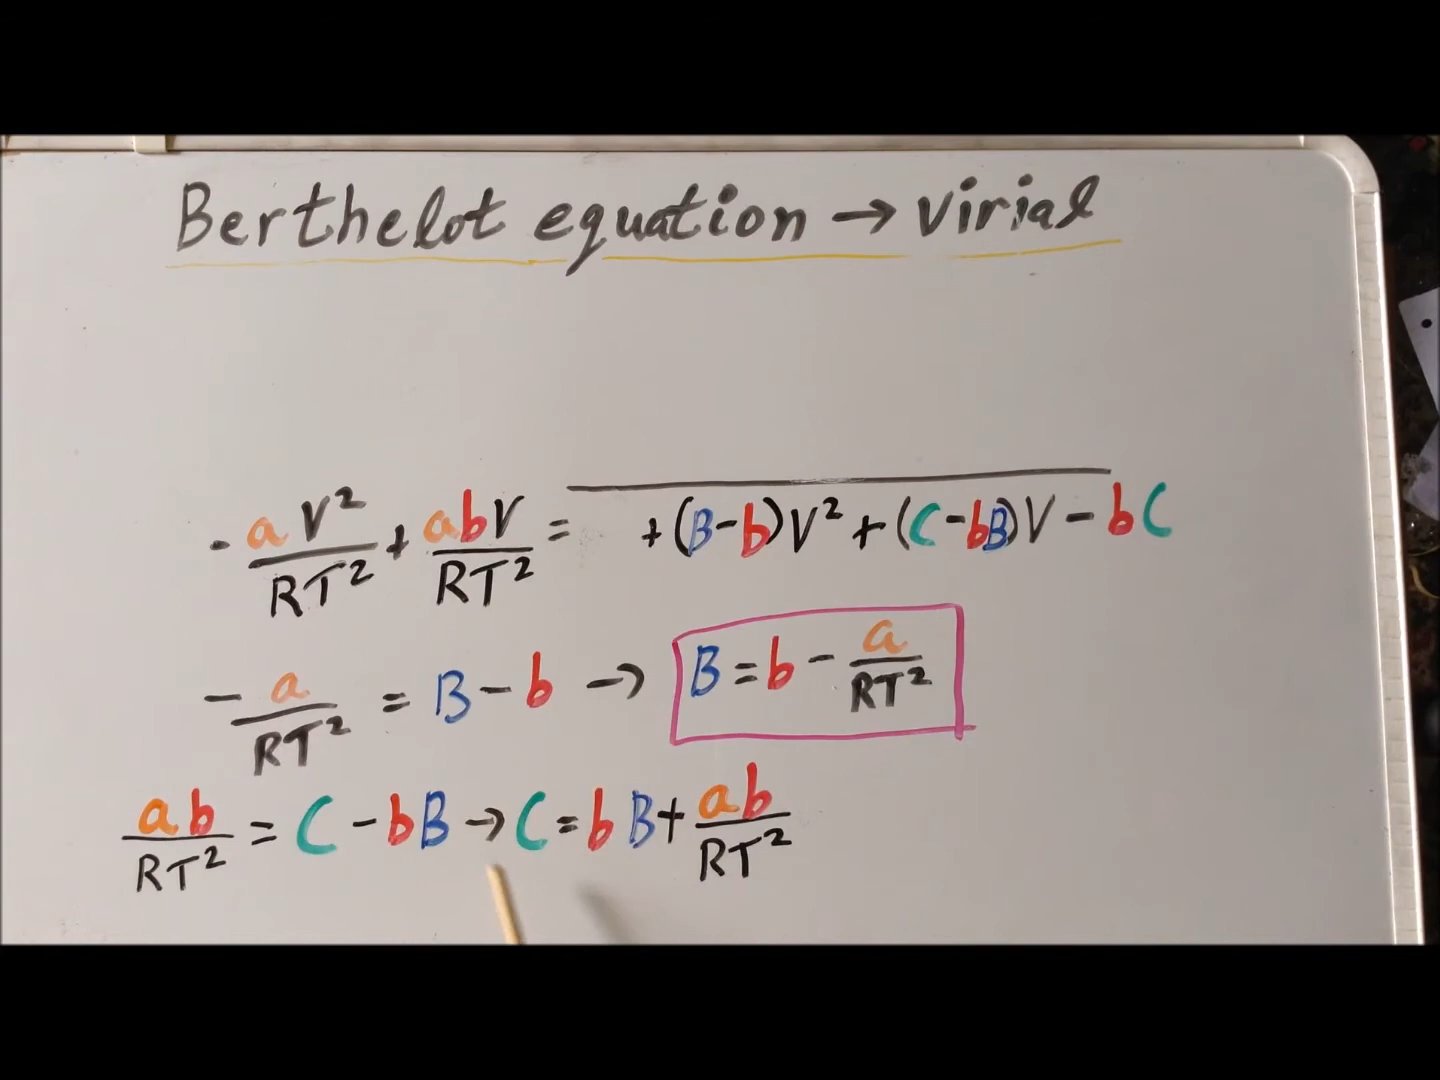 Berthelot equation → virial
- aV²/RT² + abV/RT² = +(B-b)V² + (C-bB)V - bC
- a/RT² = B - b → B = b - a/RT²
ab/RT² = C - bB → C = bB + ab/RT²